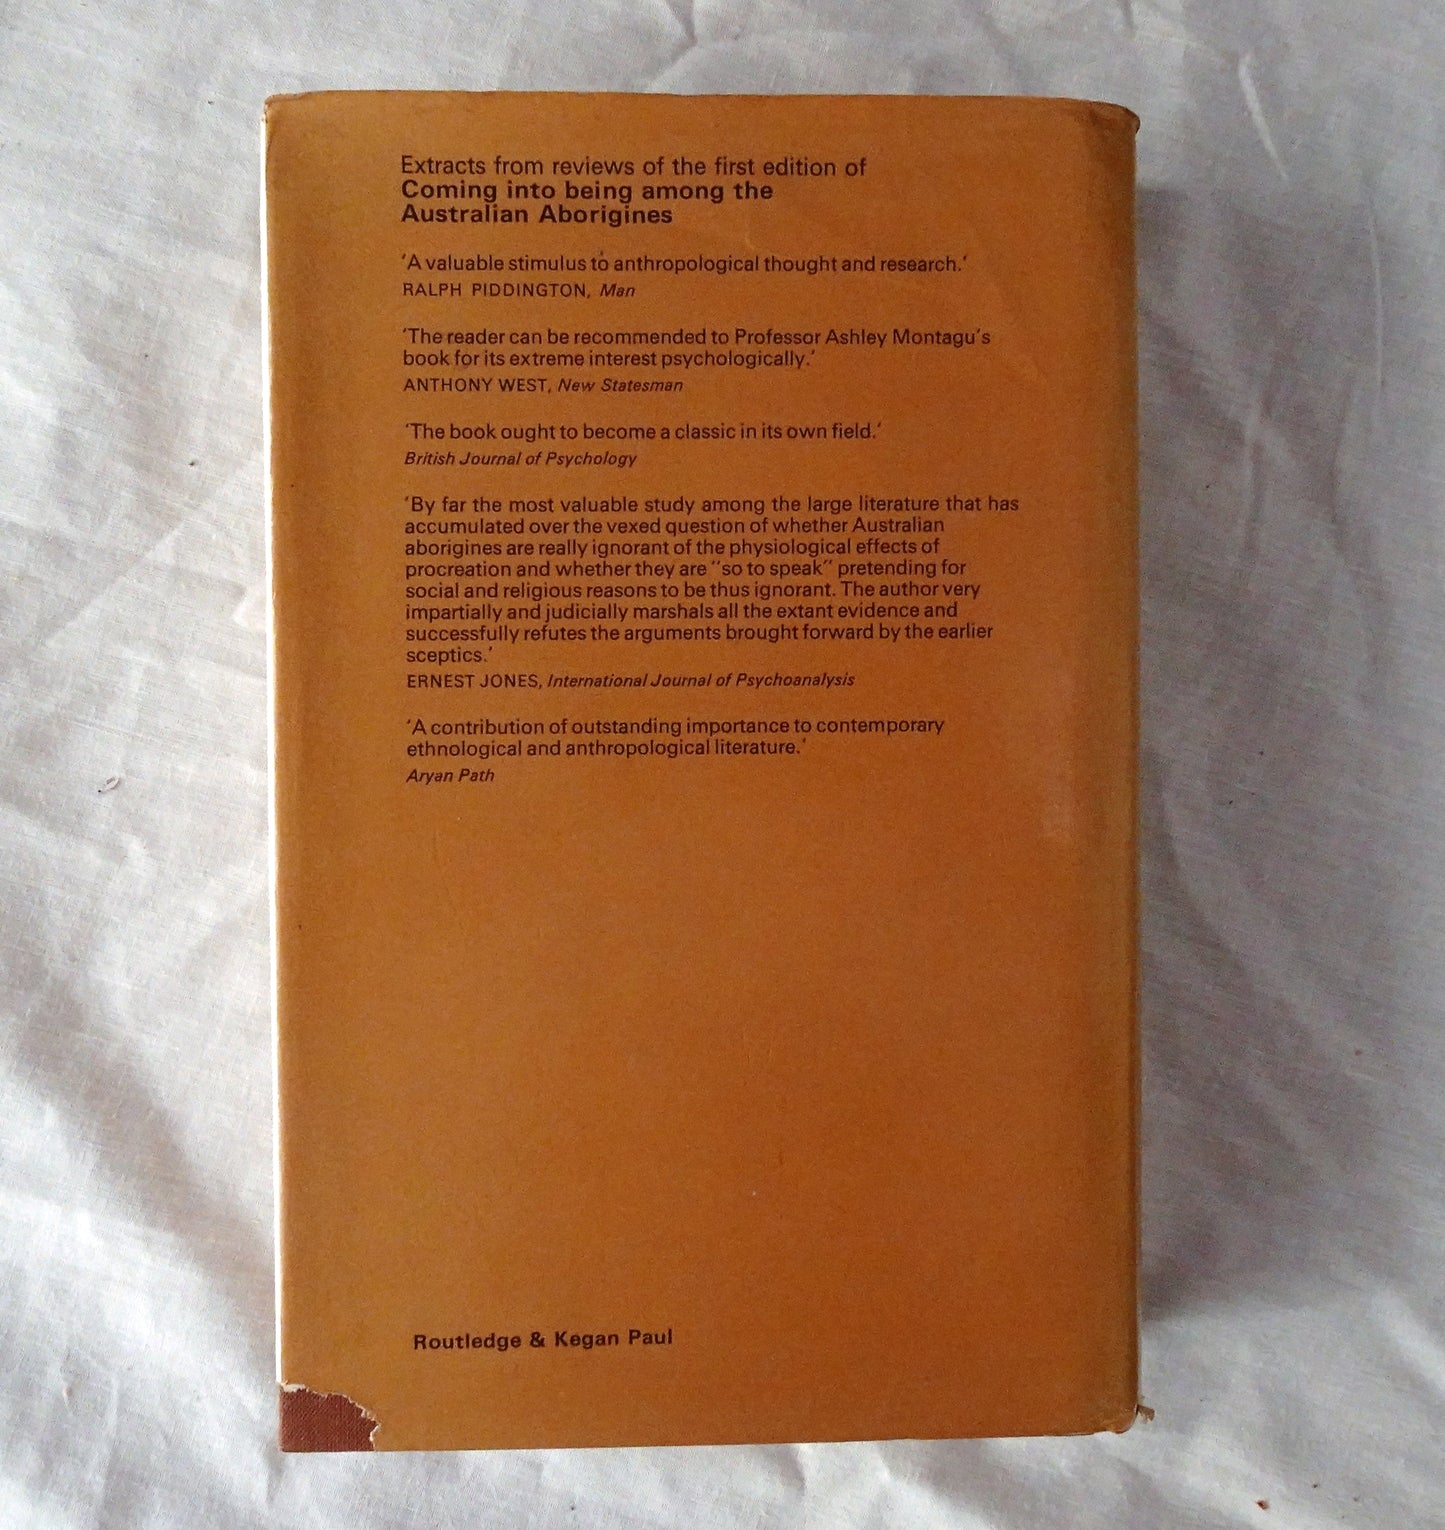 Extracts from reviews of the first edition of
Coming into being among the
Australian Aborigines
'A valuable stimulus to anthropological thought and research.'
RALPH PIDDINGTON, Man
'The reader can be recommended to Professor Ashley Montagu's
book for its extreme interest psychologically.'
ANTHONY WEST, New Statesman
'The book ought to become a classic in its own field.'
British Journal of Psychology
'By far the most valuable study among the large literature that has
accumulated over the vexed question of whether Australian
aborigines are really ignorant of the physiological effects of
procreation and whether they are "so to speak" pretending for
social and religious reasons to be thus ignorant. The author very
impartially and judicially marshals all the extant evidence and
successfully refutes the arguments brought forward by the earlier
sceptics.'
ERNEST JONES, International Journal of Psychoanalysis
'A contribution of outstanding importance to contemporary
ethnological and anthropological literature.'
Aryan Path
Routledge & Kegan Paul